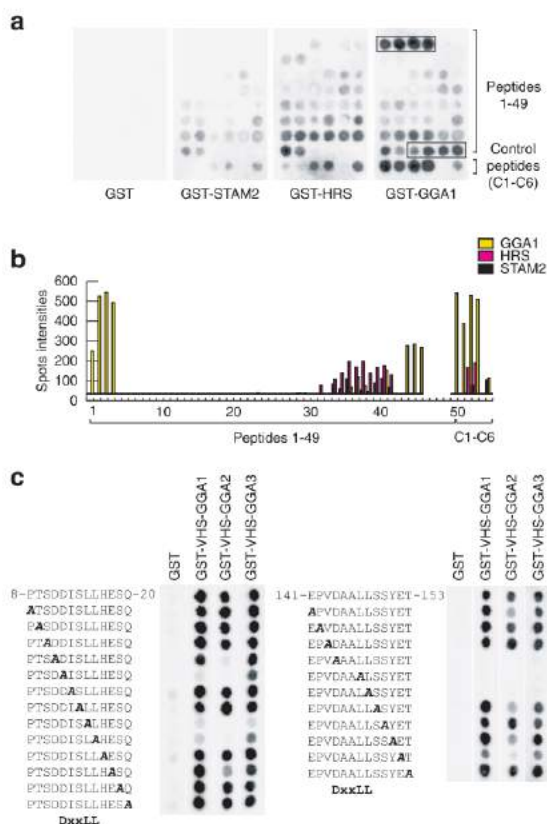 a
Peptides
1-49
Control
peptides
(C1-C6)
GST
GST-STAM2
GST-HRS
GST-GGA1
b
GGA1
HRS
STAM2
Spots intensities
600
500
400
300
200
100
0
1 10 20 30 40 50
Peptides 1-49
C1-C6
c
GST
GST-VHS-GGA1
GST-VHS-GGA2
GST-VHS-GGA3
8-PTSDDISLLHESQ-20
ATSDDISLLHESQ
PASDDISLLHESQ
PTADDISLLHESQ
PTSADISLLHESQ
PTSDAISLLHESQ
PTSDDASLLHESQ
PTSDDIALLHESQ
PTSDDISALHESQ
PTSDDISLAHESQ
PTSDDISLLAESQ
PTSDDISLLHASQ
PTSDDISLLHEAQ
PTSDDISLLHESA
DxxLL
GST
GST-VHS-GGA1
GST-VHS-GGA2
GST-VHS-GGA3
141-EPVDAALLSSYET-153
APVDAALLSSYET
EAVDAALLSSYET
EPADAALLSSYET
EPVAAALLSSYET
EPVDAAALSSYET
EPVDAALASSYET
EPVDAALLASYET
EPVDAALLSAYET
EPVDAALLSSAET
EPVDAALLSSYAT
EPVDAALLSSYEA
DxxLL